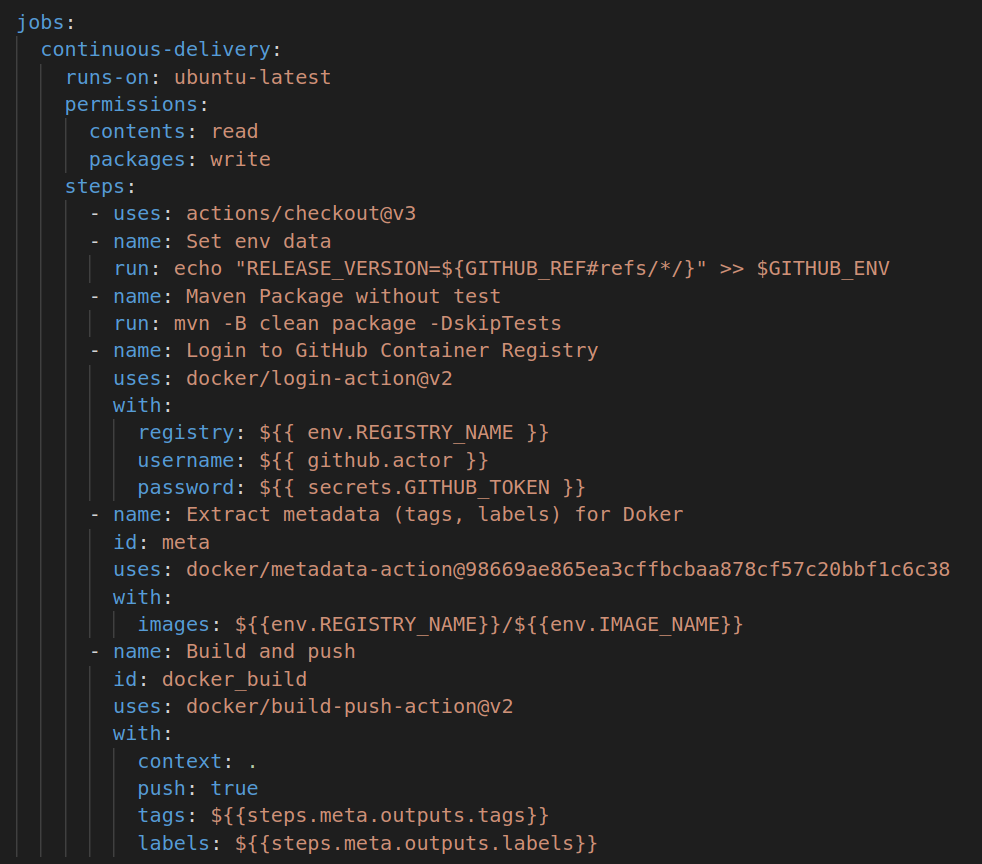 jobs:
  continuous-delivery:
    runs-on: ubuntu-latest
    permissions:
      contents: read
      packages: write
    steps:
      - uses: actions/checkout@v3
      - name: Set env data
        run: echo "RELEASE_VERSION=${GITHUB_REF#refs/*/}" >> $GITHUB_ENV
      - name: Maven Package without test
        run: mvn -B clean package -DskipTests
      - name: Login to GitHub Container Registry
        uses: docker/login-action@v2
        with:
          registry: ${{ env.REGISTRY_NAME }}
          username: ${{ github.actor }}
          password: ${{ secrets.GITHUB_TOKEN }}
      - name: Extract metadata (tags, labels) for Doker
        id: meta
        uses: docker/metadata-action@98669ae865ea3cffbcbaa878cf57c20bbf1c6c38
        with:
          images: ${{env.REGISTRY_NAME}}/${{env.IMAGE_NAME}}
      - name: Build and push
        id: docker_build
        uses: docker/build-push-action@v2
        with:
          context: .
          push: true
          tags: ${{steps.meta.outputs.tags}}
          labels: ${{steps.meta.outputs.labels}}